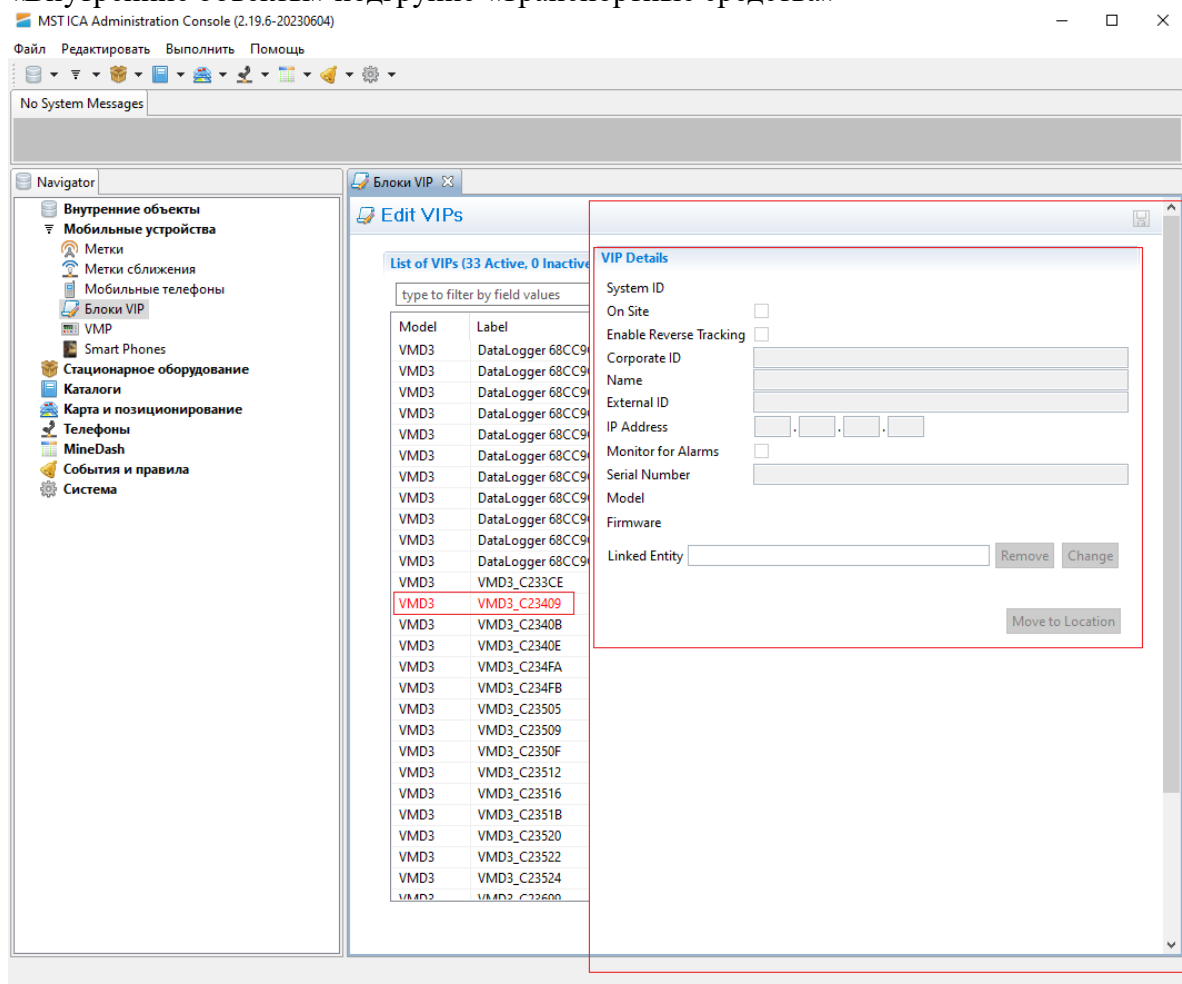 «Внутренние объекты» подгруппе «Транспортные средства»
MST ICA Administration Console (2.19.6-20230604)
Файл Редактировать Выполнить Помощь
No System Messages
Navigator
Внутренние объекты
Мобильные устройства
Метки
Метки сближения
Мобильные телефоны
Блоки VIP
VMP
Smart Phones
Стационарное оборудование
Каталоги
Карта и позиционирование
Телефоны
MineDash
События и правила
Система
Блоки VIP
Edit VIPs
List of VIPs (33 Active, 0 Inactive
type to filter by field values
Model Label
VMD3 DataLogger 68CC9
VMD3 DataLogger 68CC9
VMD3 DataLogger 68CC9
VMD3 DataLogger 68CC9
VMD3 DataLogger 68CC9
VMD3 DataLogger 68CC9
VMD3 DataLogger 68CC9
VMD3 DataLogger 68CC9
VMD3 DataLogger 68CC9
VMD3 DataLogger 68CC9
VMD3 DataLogger 68CC9
VMD3 VMD3_C233CE
VMD3 VMD3_C23409
VMD3 VMD3_C2340B
VMD3 VMD3_C2340E
VMD3 VMD3_C234FA
VMD3 VMD3_C234FB
VMD3 VMD3_C23505
VMD3 VMD3_C23509
VMD3 VMD3_C2350F
VMD3 VMD3_C23512
VMD3 VMD3_C23516
VMD3 VMD3_C2351B
VMD3 VMD3_C23520
VMD3 VMD3_C23522
VMD3 VMD3_C23524
VIP Details
System ID
On Site
Enable Reverse Tracking
Corporate ID
Name
External ID
IP Address . . .
Monitor for Alarms
Serial Number
Model
Firmware
Linked Entity Remove Change
Move to Location